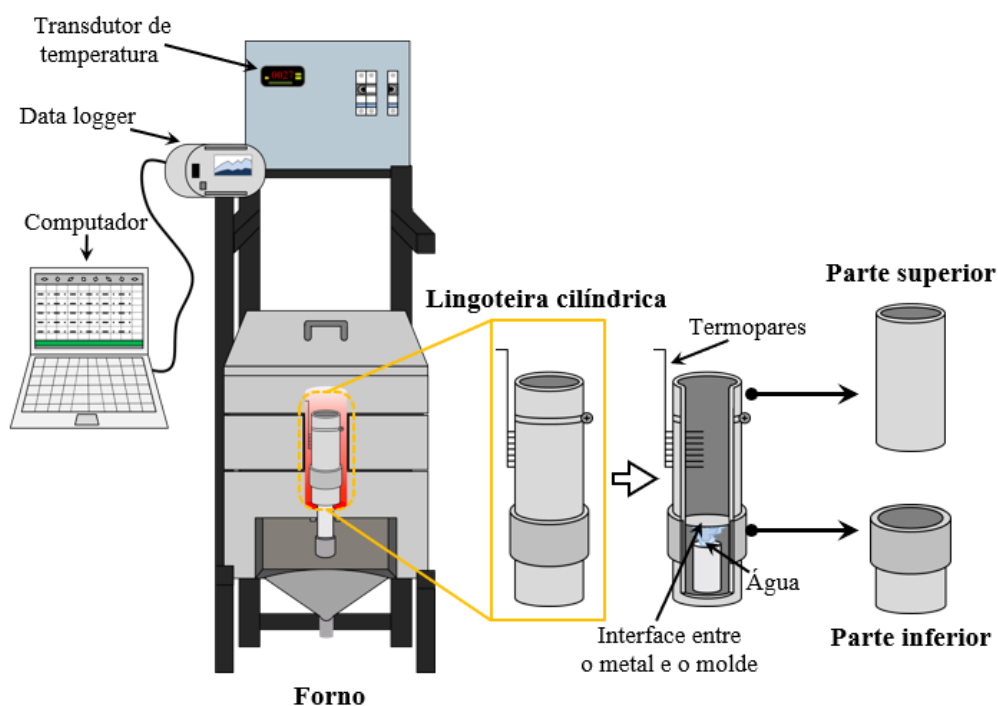 Transdutor de
temperatura
.0027
Data logger
Computador
Lingoteira cilíndrica
Termopares
Parte superior
Água
Interface entre
o metal e o molde
Parte inferior
Forno